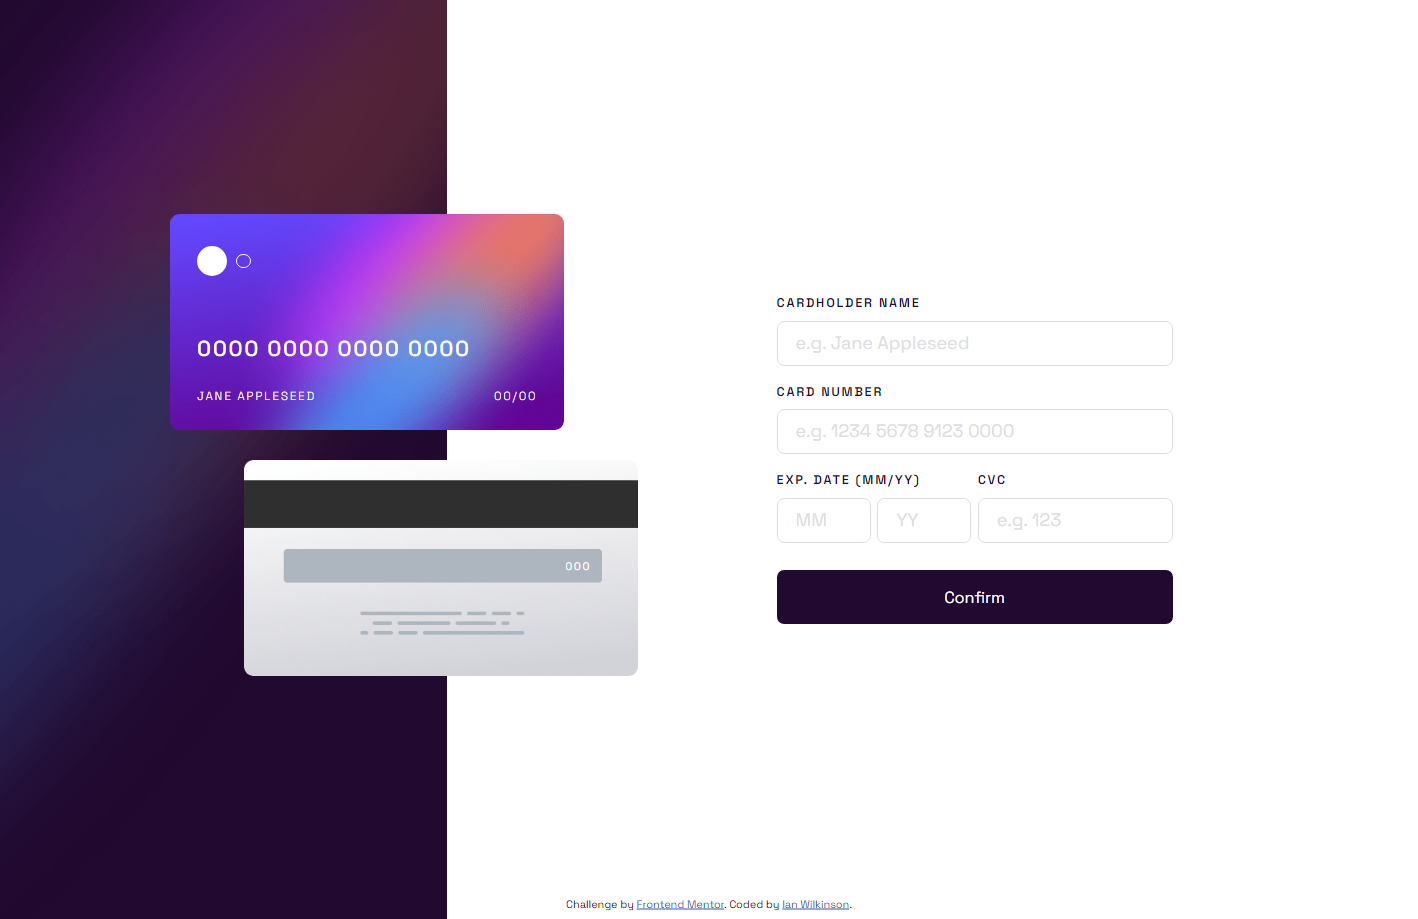 0000 0000 0000 0000
JANE APPLESEED 00/00
000
CARDHOLDER NAME
e.g. Jane Appleseed
CARD NUMBER
e.g. 1234 5678 9123 0000
EXP. DATE (MM/YY) CVC
MM YY e.g. 123
Confirm
Challenge by Frontend Mentor. Coded by Ian Wilkinson.